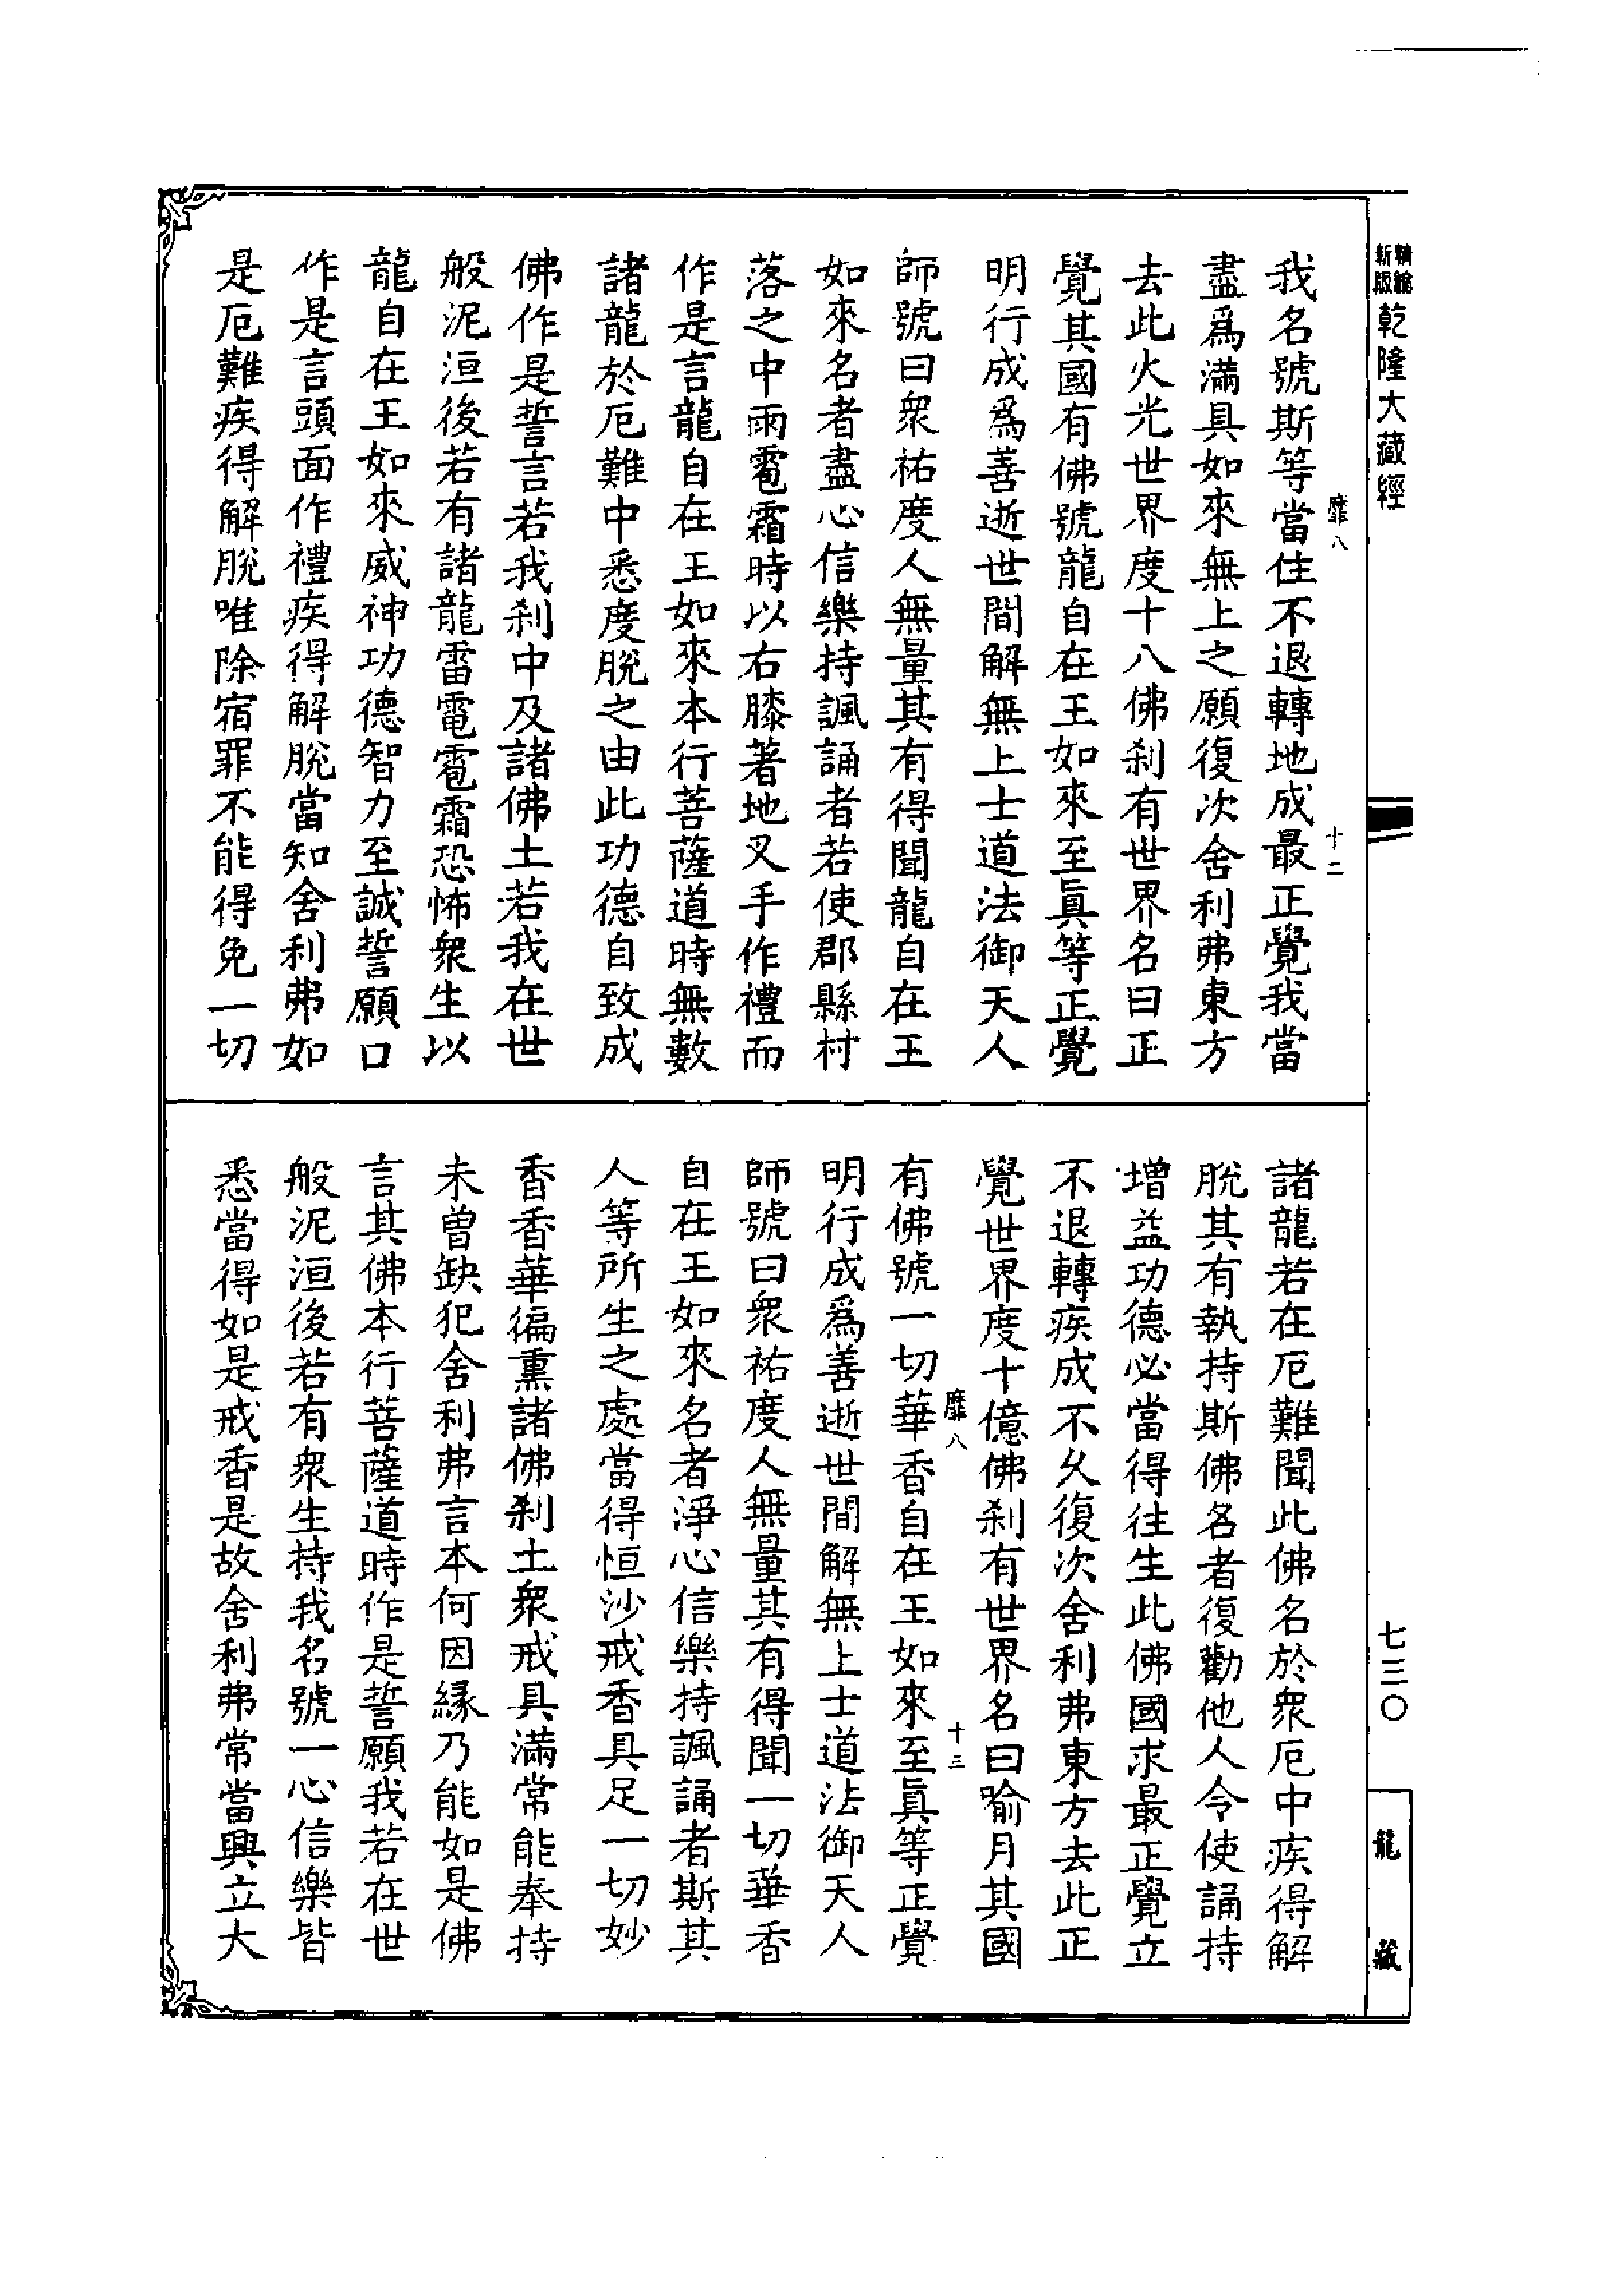 精縮新版乾隆大藏經
七三〇
龍藏
靡八
十二
我名號斯等當住不退轉地成最正覺我當
盡爲滿具如來無上之願復次舍利弗東方
去此火光世界度十八佛刹有世界名曰正
覺其國有佛號龍自在王如來至眞等正覺
明行成爲善逝世間解無上士道法御天人
師號曰衆祐度人無量其有得聞龍自在王
如來名者盡心信樂持諷誦者若使郡縣村
落之中雨雹霜時以右膝著地叉手作禮而
作是言龍自在王如來本行菩薩道時無數
諸龍於厄難中悉度脫之由此功德自致成
佛作是誓言若我刹中及諸佛土若我在世
般泥洹後若有諸龍雷電雹霜恐怖衆生以
龍自在王如來威神功德智力至誠誓願口
作是言頭面作禮疾得解脫當知舍利弗如
是厄難疾得解脫唯除宿罪不能得免一切
諸龍若在厄難聞此佛名於衆厄中疾得解
脫其有執持斯佛名者復勸他人令使誦持
增益功德必當得往生此佛國求最正覺立
不退轉疾成不久復次舍利弗東方去此正
覺世界度十億佛刹有世界名曰喻月其國
靡八
十三
有佛號一切華香自在王如來至眞等正覺
明行成爲善逝世間解無上士道法御天人
師號曰衆祐度人無量其有得聞一切華香
自在王如來名者淨心信樂持諷誦者斯其
人等所生之處當得恒沙戒香具足一切妙
香香華徧熏諸佛刹土衆戒具滿常能奉持
未曾缺犯舍利弗言本何因緣乃能如是佛
言其佛本行菩薩道時作是誓願我若在世
般泥洹後若有衆生持我名號一心信樂皆
悉當得如是戒香是故舍利弗常當興立大